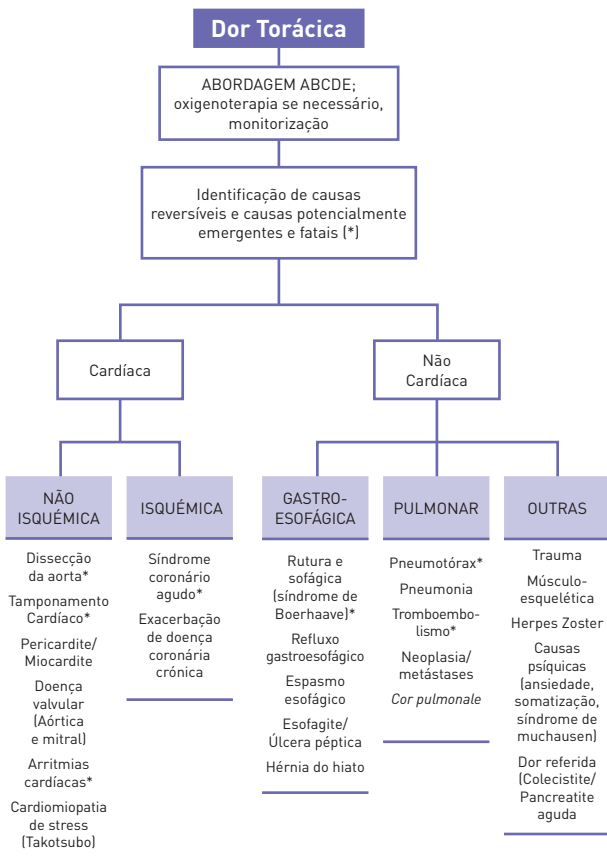 Dor Torácica
ABORDAGEM ABCDE;
oxigenoterapia se necessário,
monitorização
Identificação de causas
reversíveis e causas potencialmente
emergentes e fatais (*)
Cardíaca
Não
Cardíaca
NÃO
ISQUÉMICA
Dissecção
da aorta*
Tamponamento
Cardíaco*
Pericardite/
Miocardite
Doença
valvular
(Aórtica
e mitral)
Arritmias
cardíacas*
Cardiomiopatia
de stress
(Takotsubo)
ISQUÉMICA
Síndrome
coronário
agudo*
Exacerbação
de doença
coronária
crónica
GASTRO-
ESOFÁGICA
Rutura e
sofágica
(síndrome de
Boerhaave)*
Refluxo
gastroesofágico
Espasmo
esofágico
Esofagite/
Úlcera péptica
Hérnia do hiato
PULMONAR
Pneumotórax*
Pneumonia
Tromboembo-
lismo*
Neoplasia/
metástases
Cor pulmonale
OUTRAS
Trauma
Músculo-
esquelética
Herpes Zoster
Causas
psíquicas
(ansiedade,
somatização,
síndrome de
muchausen)
Dor referida
(Colecistite/
Pancreatite
aguda